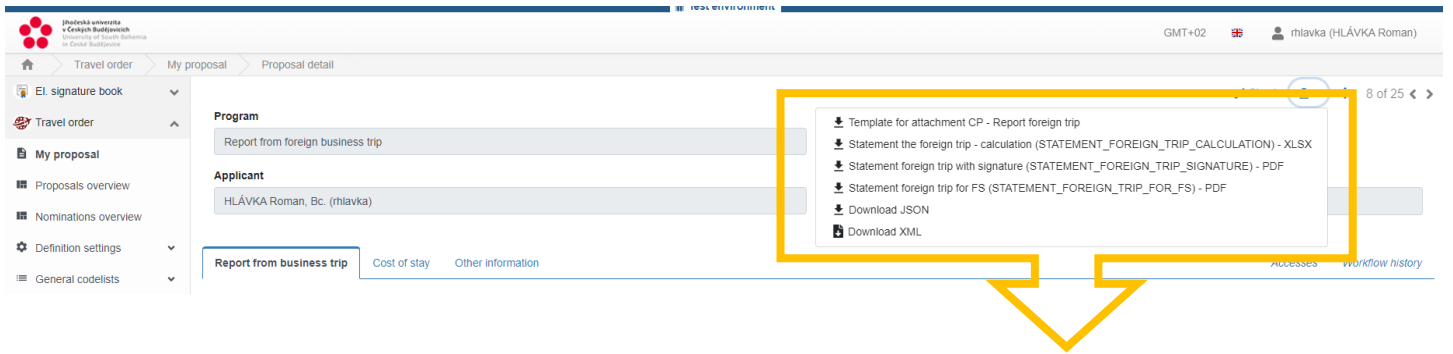 Test environment
Jihočeská univerzita
v Českých Budějovicích
University of South Bohemia
in České Budějovice
GMT+02
rhlavka (HLÁVKA Roman)
Travel order
My proposal
Proposal detail
El. signature book
Travel order
My proposal
Proposals overview
Nominations overview
Definition settings
General codelists
8 of 25
Program
Report from foreign business trip
Applicant
HLÁVKA Roman, Bc. (rhlavka)
Template for attachment CP - Report foreign trip
Statement the foreign trip - calculation (STATEMENT_FOREIGN_TRIP_CALCULATION) - XLSX
Statement foreign trip with signature (STATEMENT_FOREIGN_TRIP_SIGNATURE) - PDF
Statement foreign trip for FS (STATEMENT_FOREIGN_TRIP_FOR_FS) - PDF
Download JSON
Download XML
Report from business trip
Cost of stay
Other information
Accesses
Workflow history